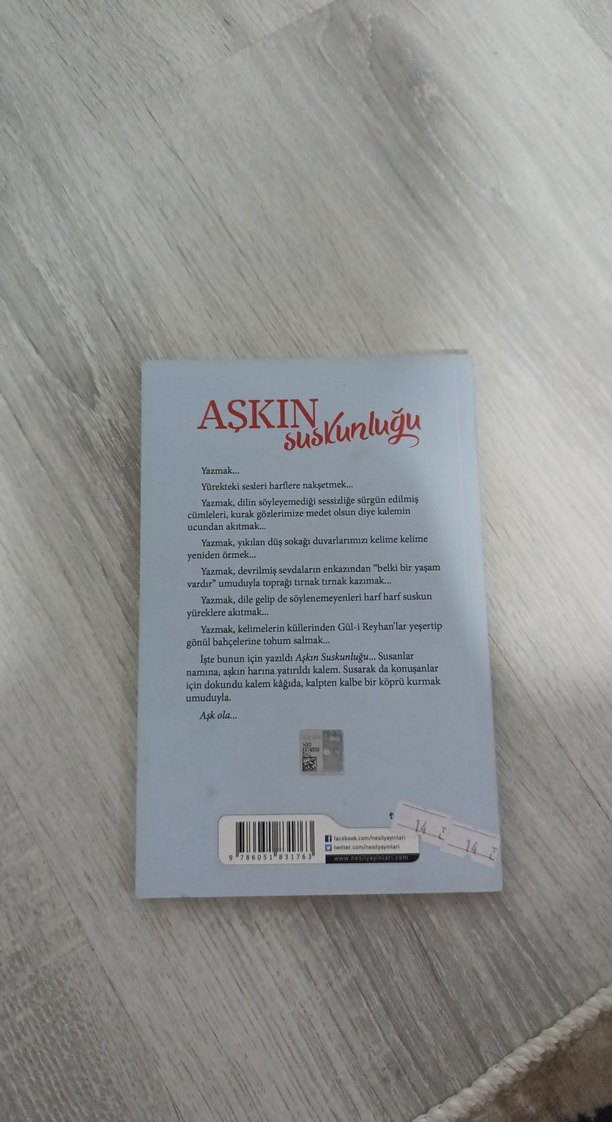 AŞKIN
suskunluğu
Yazmak...
Yürekteki sesleri harflere nakşetmek...
Yazmak, dilin söyleyemediği sessizliğe sürgün edilmiş
cümleleri, kurak gözlerimize medet olsun diye kalemin
ucundan akıtmak...
Yazmak, yıkılan düş sokağı duvarlarımızı kelime kelime
yeniden örmek...
Yazmak, devrilmiş sevdaların enkazından "belki bir yaşam
vardır" umuduyla toprağı tırnak tırnak kazımak...
Yazmak, dile gelip de söylenemeyenleri harf harf suskun
yüreklere akıtmak...
Yazmak, kelimelerin küllerinden Gül-i Reyhan'lar yeşertip
gönül bahçelerine tohum salmak...
İşte bunun için yazıldı Aşkın Suskunluğu... Susanlar
namına, aşkın harına yatırıldı kalem. Susarak da konuşanlar
için dokundu kalem kâğıda, kalpten kalbe bir köprü kurmak
umuduyla.
Aşk ola...
facebook.com/nesilyayinlari
twitter.com/nesilyayinlari
www.nesilyayinlari.com
9 786051 831763
14 T
14 T